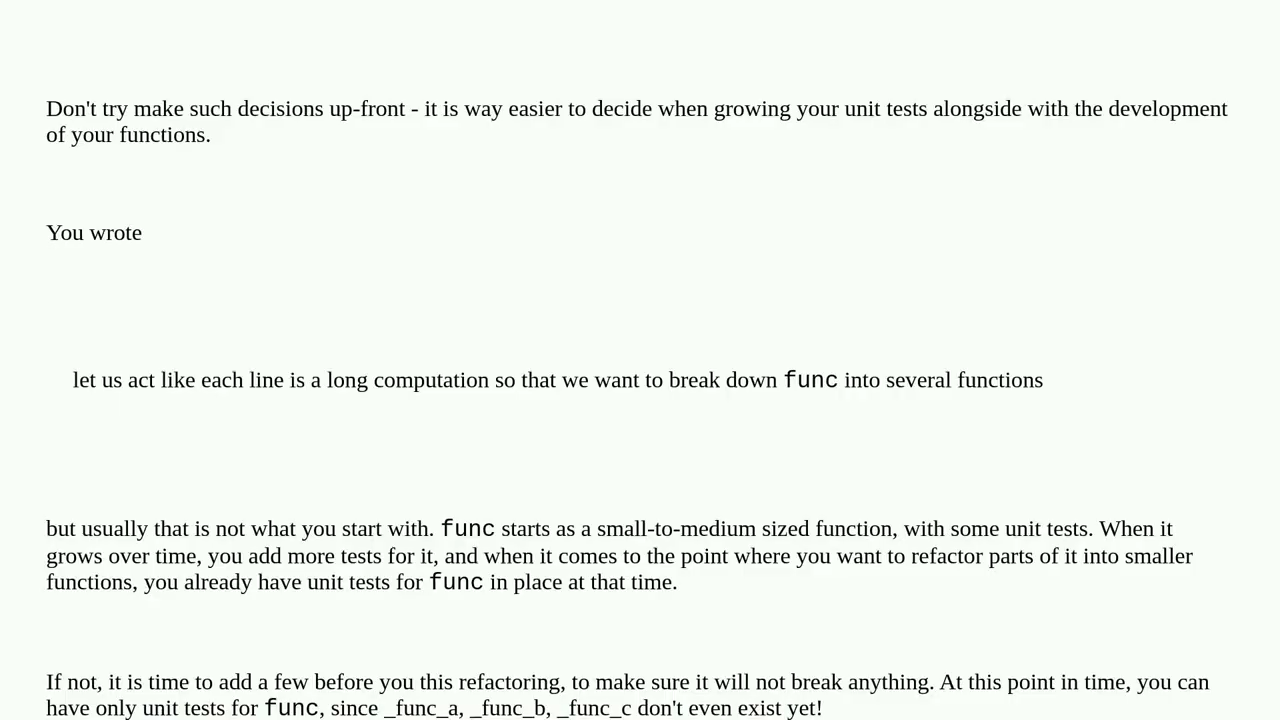 Don't try make such decisions up-front - it is way easier to decide when growing your unit tests alongside with the development
of your functions.
You wrote
let us act like each line is a long computation so that we want to break down func into several functions
but usually that is not what you start with. func starts as a small-to-medium sized function, with some unit tests. When it
grows over time, you add more tests for it, and when it comes to the point where you want to refactor parts of it into smaller
functions, you already have unit tests for func in place at that time.
If not, it is time to add a few before you this refactoring, to make sure it will not break anything. At this point in time, you can
have only unit tests for func, since _func_a, _func_b, _func_c don't even exist yet!